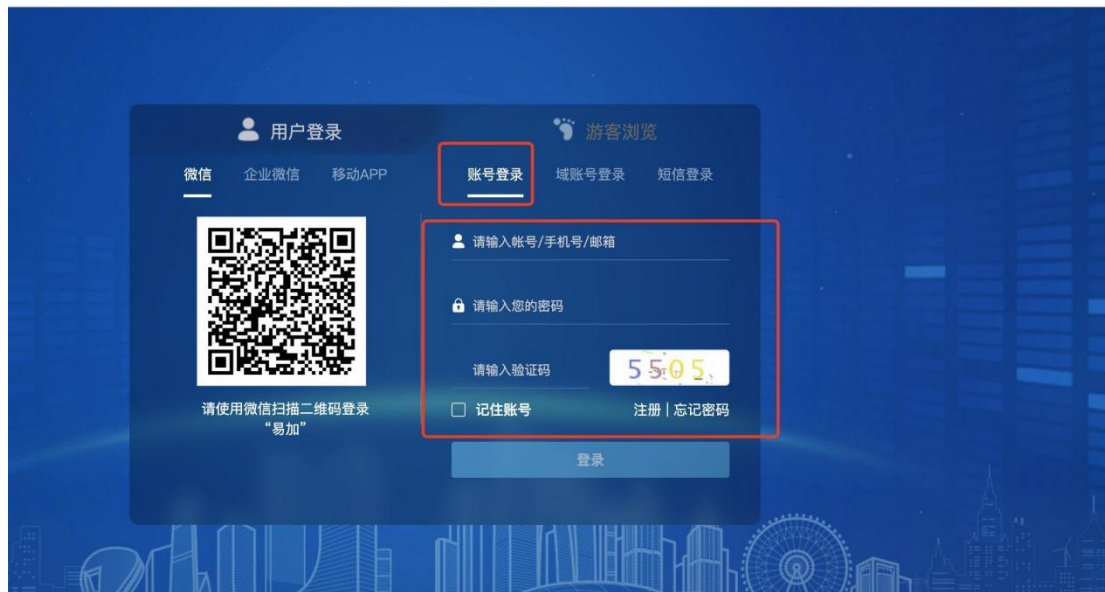 用户登录
游客浏览
微信 企业微信 移动APP
账号登录 域账号登录 短信登录
请输入帐号/手机号/邮箱
请输入您的密码
请输入验证码
5505
请使用微信扫描二维码登录
“易加”
记住账号
注册 | 忘记密码
登录